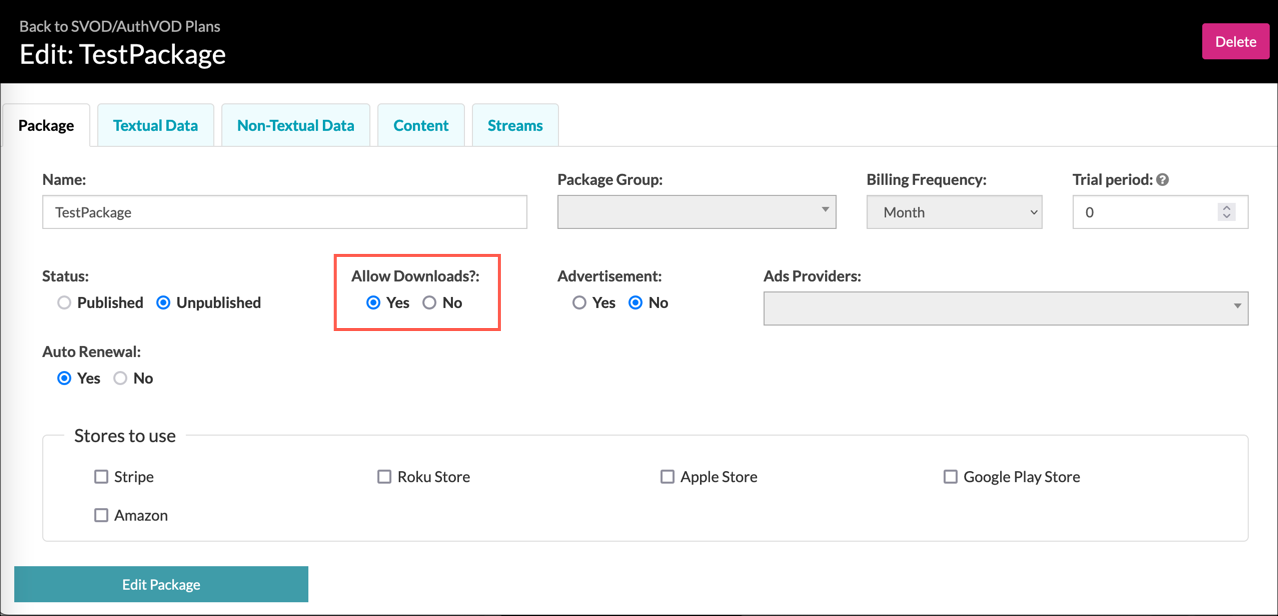 Back to SVOD/AuthVOD Plans
Edit: TestPackage
Delete
Package
Textual Data
Non-Textual Data
Content
Streams
Name:
Package Group:
Billing Frequency:
Trial period: ?
TestPackage
Month
0
Status:
Allow Downloads?:
Advertisement:
Ads Providers:
Published Unpublished
Yes No
Yes No
Auto Renewal:
Yes No
Stores to use
Stripe
Roku Store
Apple Store
Google Play Store
Amazon
Edit Package